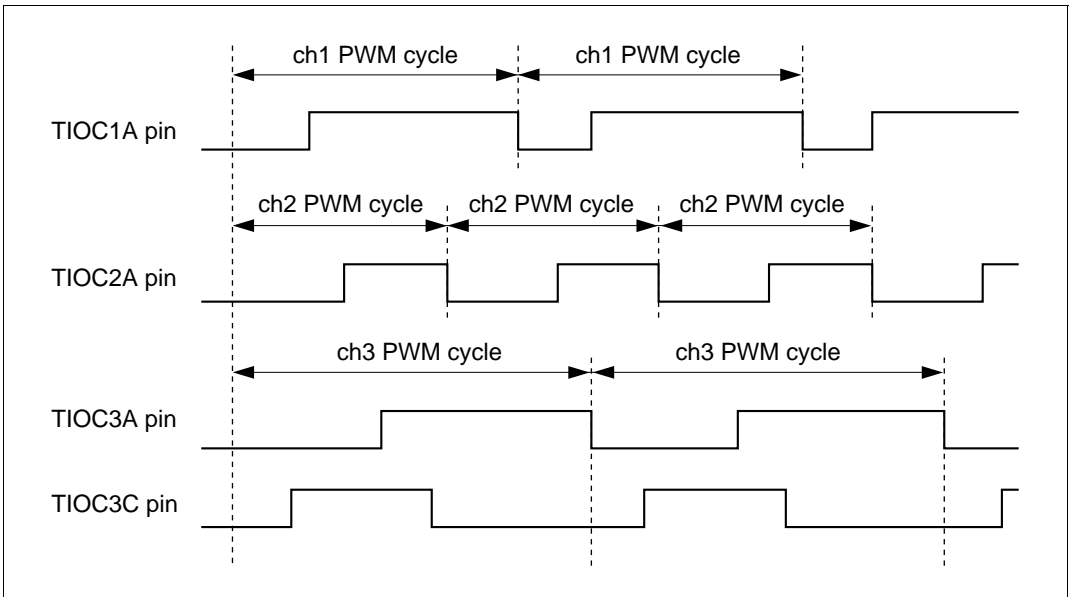 ch1 PWM cycle ch1 PWM cycle
TIOC1A pin
ch2 PWM cycle ch2 PWM cycle ch2 PWM cycle
TIOC2A pin
ch3 PWM cycle ch3 PWM cycle
TIOC3A pin
TIOC3C pin